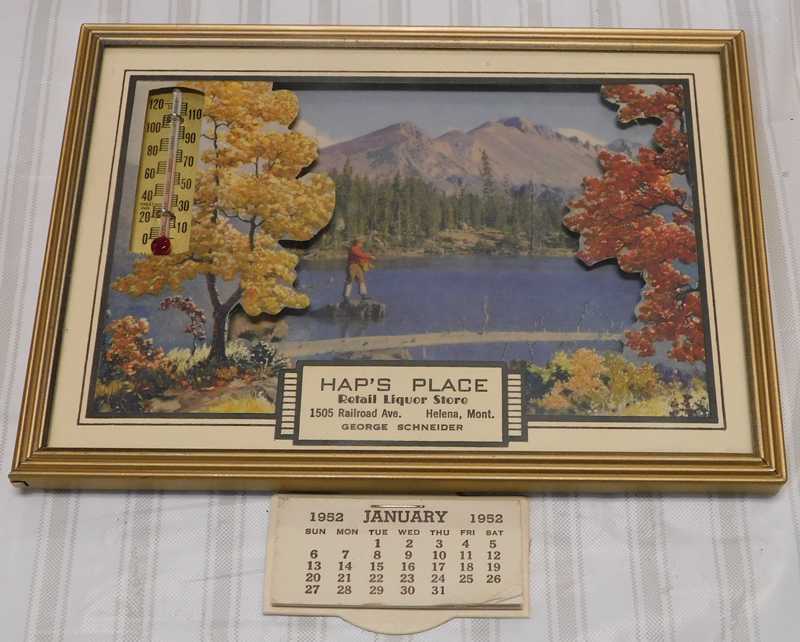 120
110
100
90
80
70
60
50
40
30
20
10
0
HAP'S PLACE
Retail Liquor Store
1505 Railroad Ave. Helena, Mont.
GEORGE SCHNEIDER
1952 JANUARY 1952
SUN MON TUE WED THU FRI SAT
1 2 3 4 5
6 7 8 9 10 11 12
13 14 15 16 17 18 19
20 21 22 23 24 25 26
27 28 29 30 31